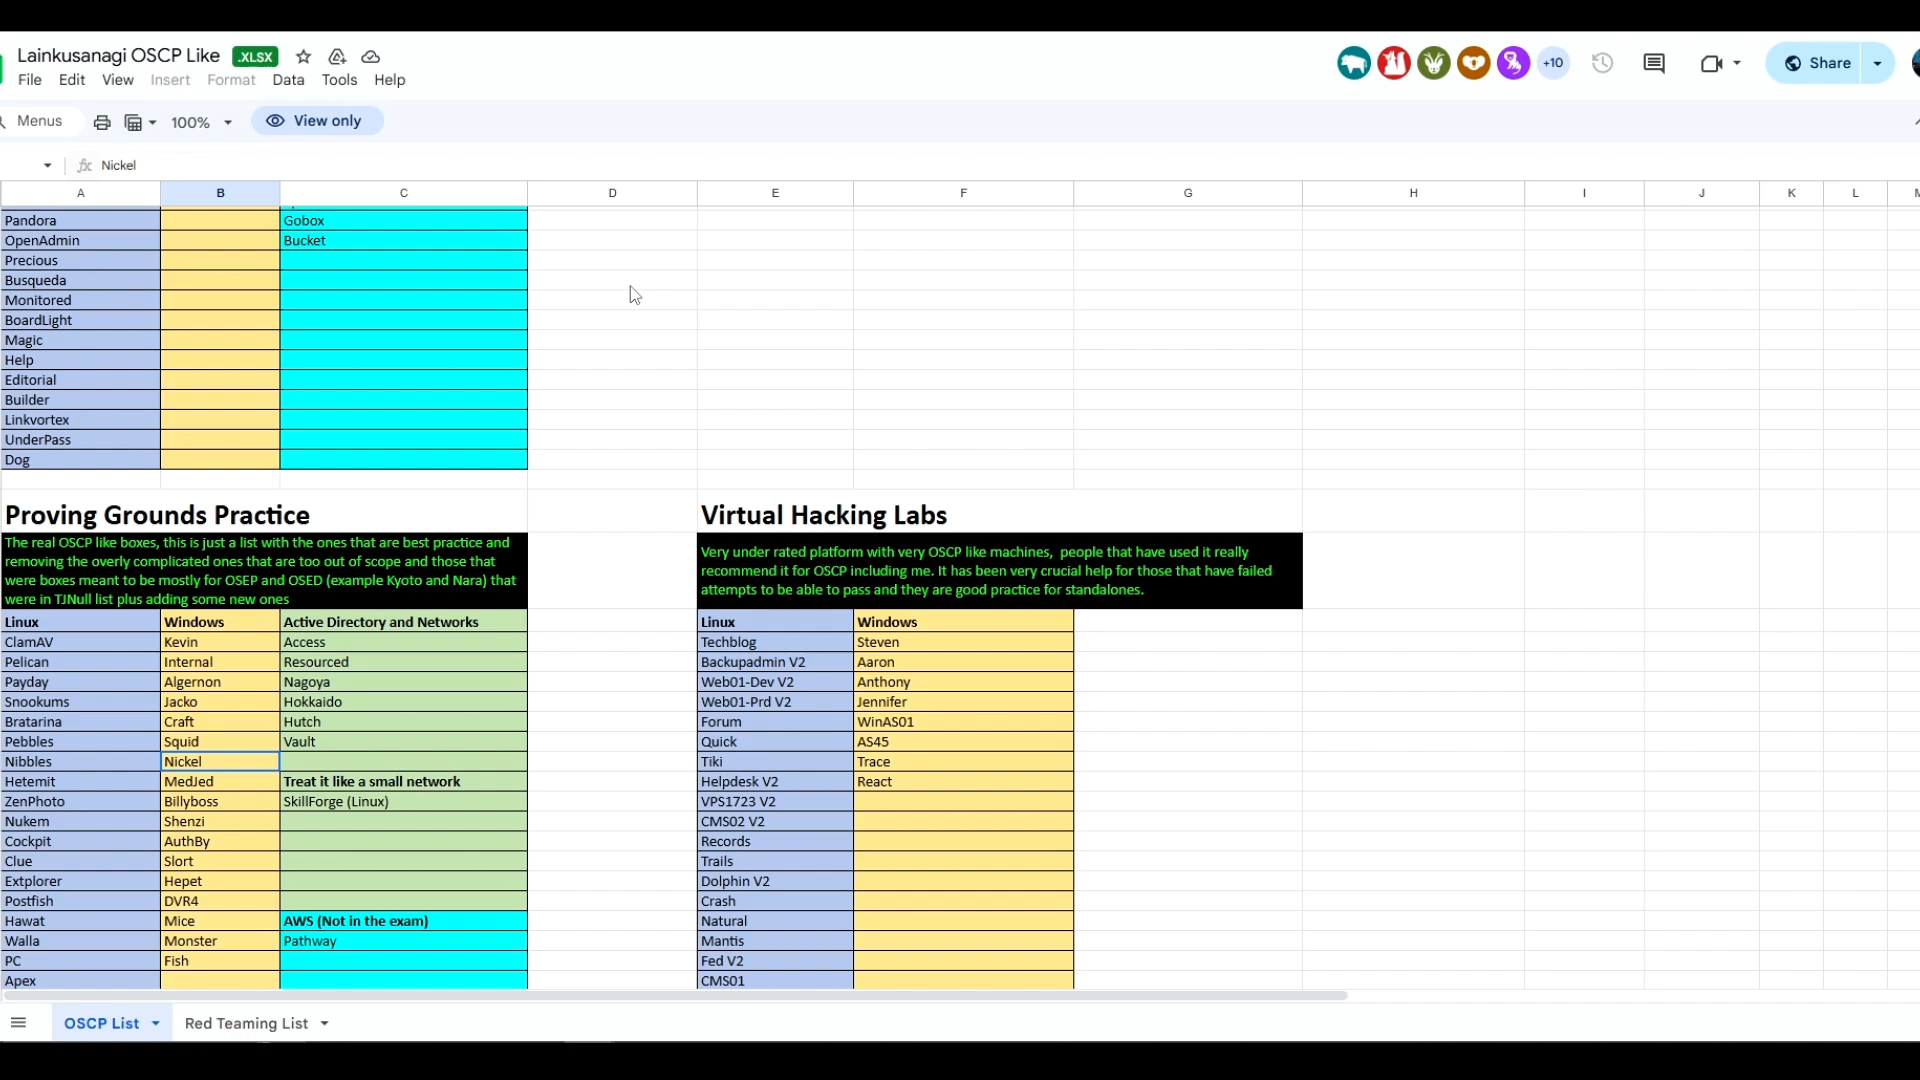 Lainkusanagi OSCP Like .XLSX
+10
Share
File Edit View Insert Format Data Tools Help
Menus 100% View only
fx Nickel
A B C D E F G H I J K L
Pandora Gobox
OpenAdmin Bucket
Precious
Busqueda
Monitored
BoardLight
Magic
Help
Editorial
Builder
Linkvortex
UnderPass
Dog
Proving Grounds Practice
The real OSCP like boxes, this is just a list with the ones that are best practice and
removing the overly complicated ones that are too out of scope and those that
were boxes meant to be mostly for OSEP and OSED (example Kyoto and Nara) that
were in TJNull list plus adding some new ones
Virtual Hacking Labs
Very under rated platform with very OSCP like machines, people that have used it really
recommend it for OSCP including me. It has been very crucial help for those that have failed
attempts to be able to pass and they are good practice for standalones.
Linux Windows Active Directory and Networks Linux Windows
ClamAV Kevin Access Techblog Steven
Pelican Internal Resourced Backupadmin V2 Aaron
Payday Algernon Nagoya Web01-Dev V2 Anthony
Snookums Jacko Hokkaido Web01-Prd V2 Jennifer
Bratarina Craft Hutch Forum WinAS01
Pebbles Squid Vault Quick AS45
Nibbles Nickel Tiki Trace
Hetemit MedJed Treat it like a small network Helpdesk V2 React
ZenPhoto Billyboss SkillForge (Linux) VPS1723 V2
Nukem Shenzi CMS02 V2
Cockpit AuthBy Records
Clue Slort Trails
Extplorer Hepet Dolphin V2
Postfish DVR4 Crash
Hawat Mice AWS (Not in the exam) Natural
Walla Monster Pathway Mantis
PC Fish Fed V2
Apex CMS01
OSCP List Red Teaming List